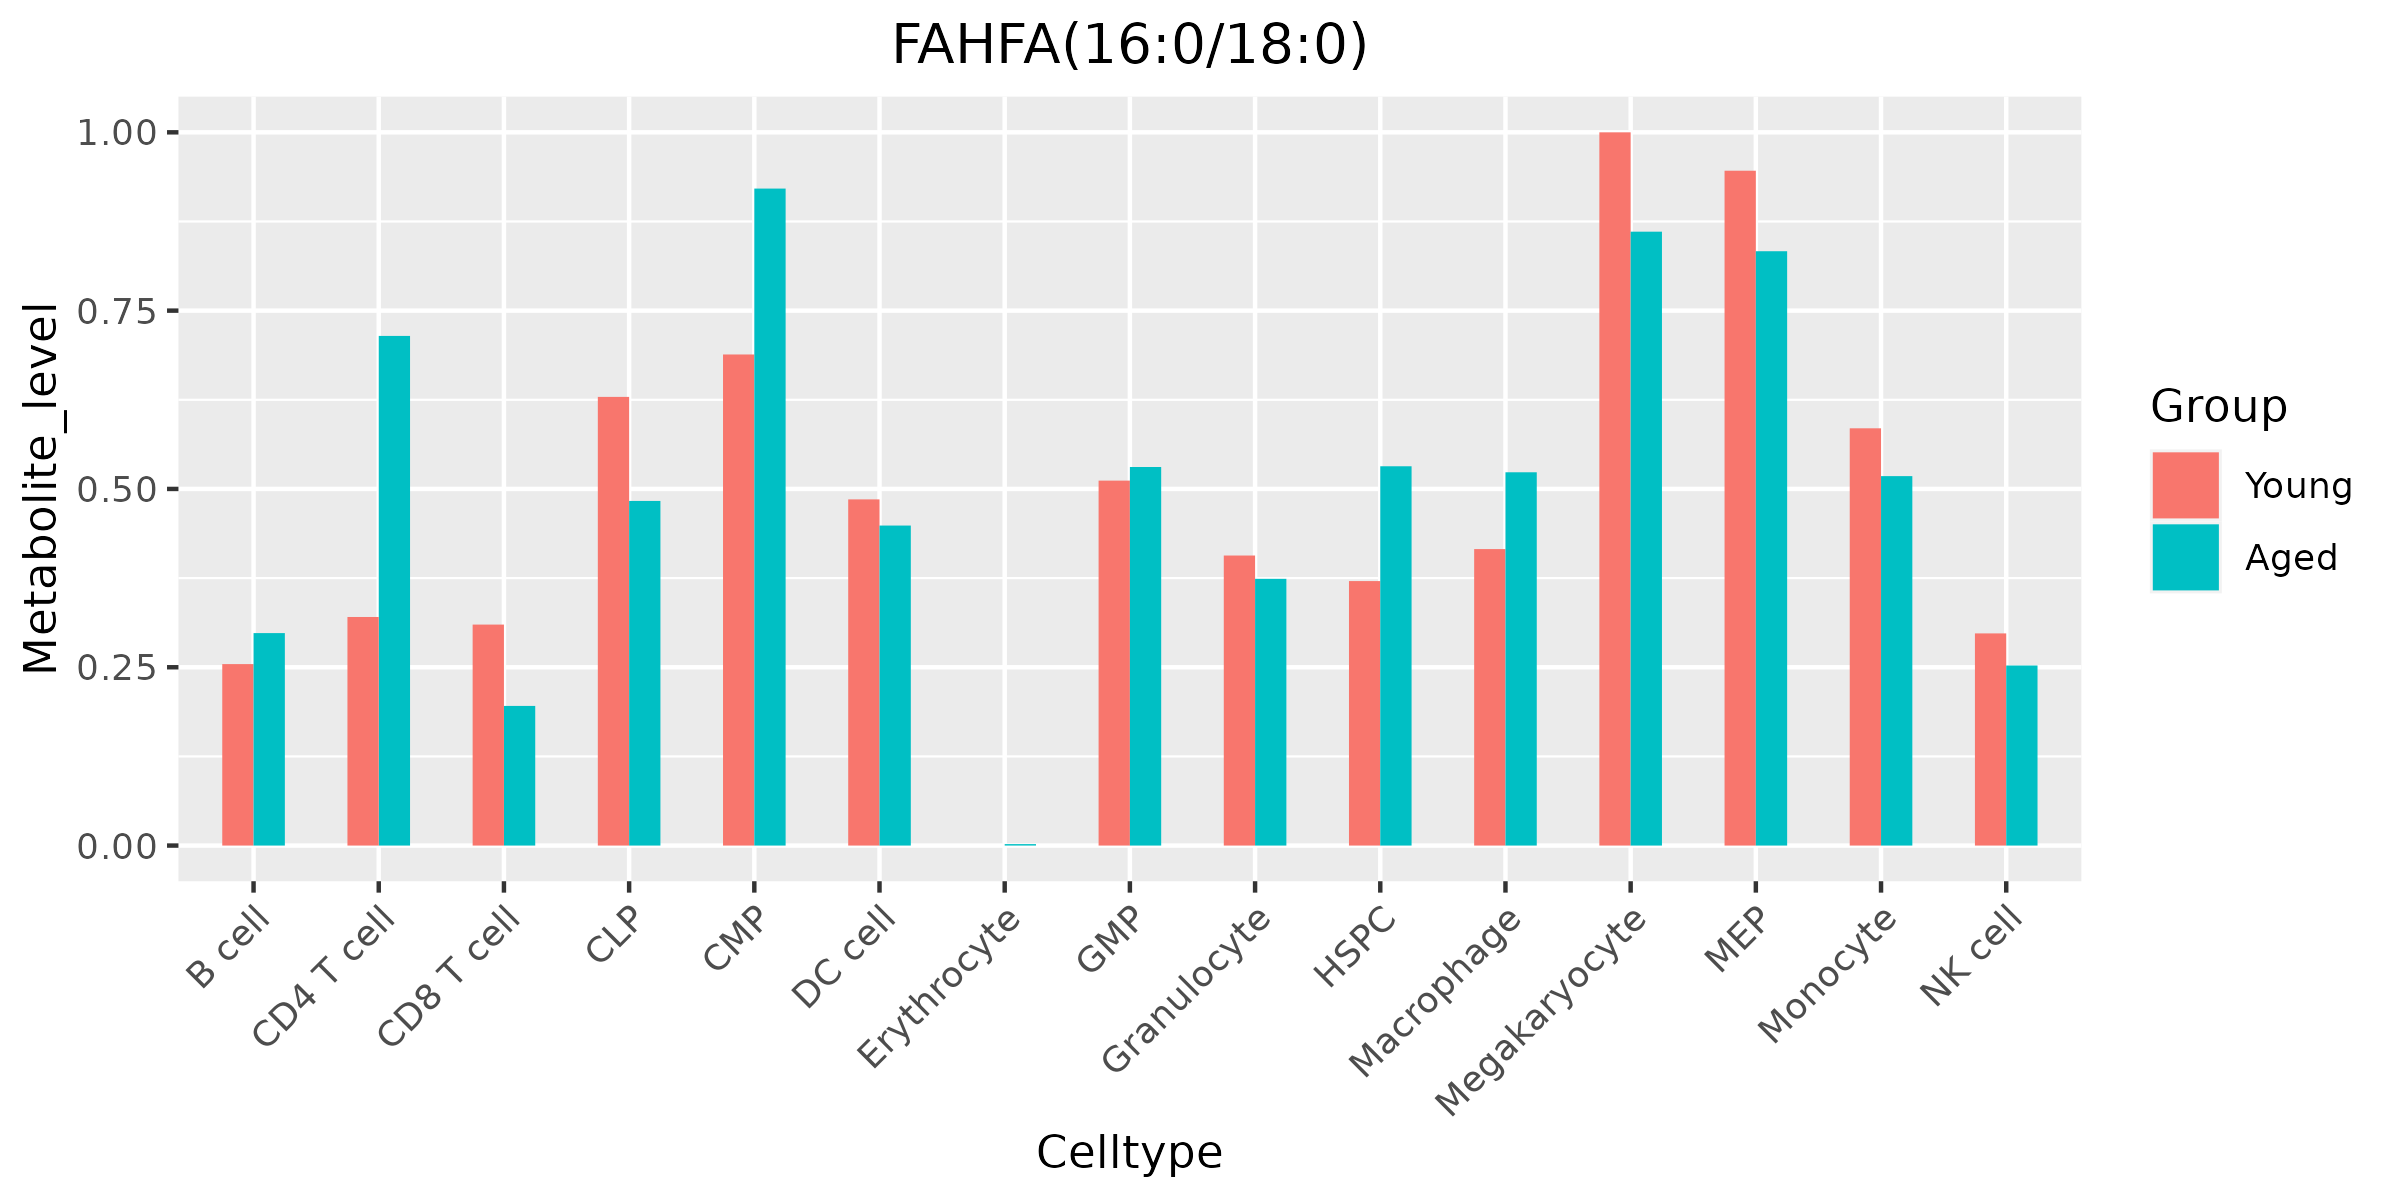 FAHFA(16:0/18:0)
Metabolite_level
1.00
0.75
0.50
0.25
0.00
B cell
CD4 T cell
CD8 T cell
CLP
CMP
DC cell
Erythrocyte
GMP
Granulocyte
HSPC
Macrophage
Megakaryocyte
MEP
Monocyte
NK cell
Celltype
Group
Young
Aged